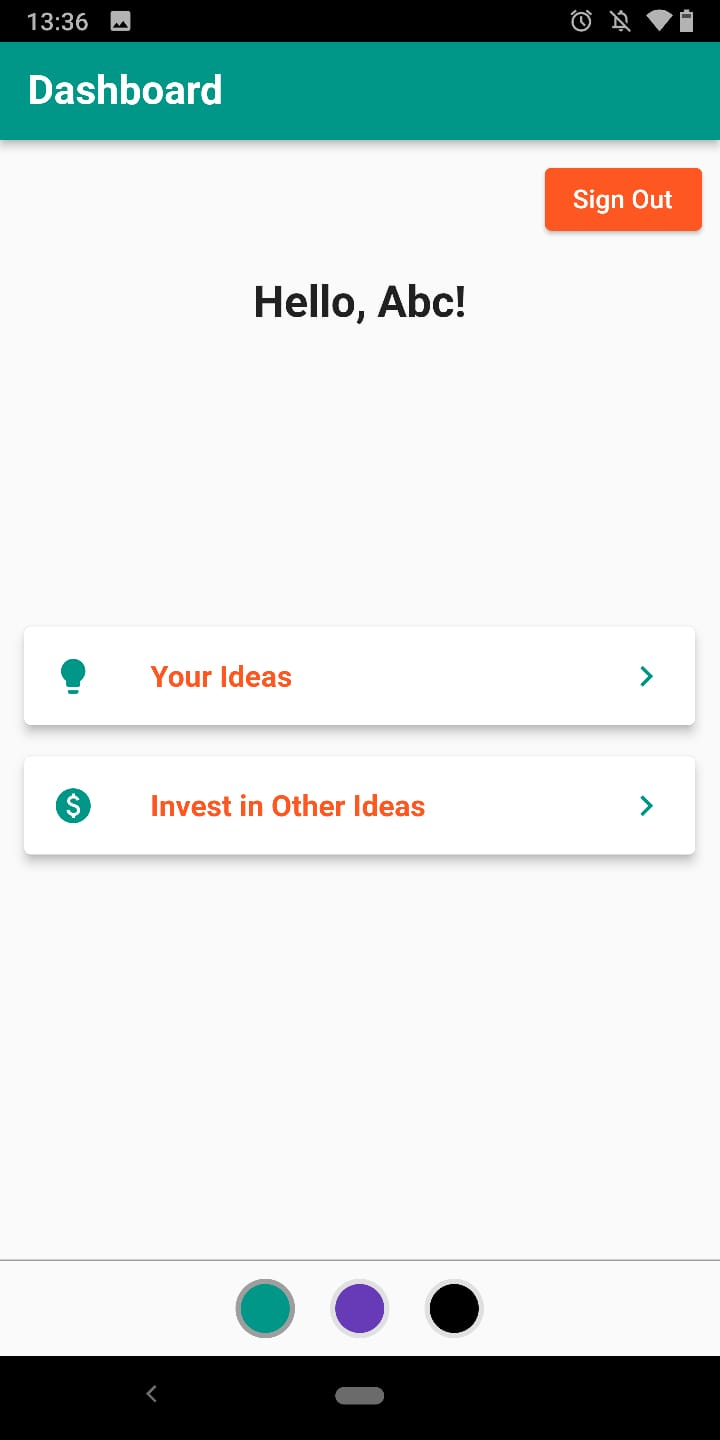 13:36
Dashboard
Sign Out
Hello, Abc!
Your Ideas
$ Invest in Other Ideas